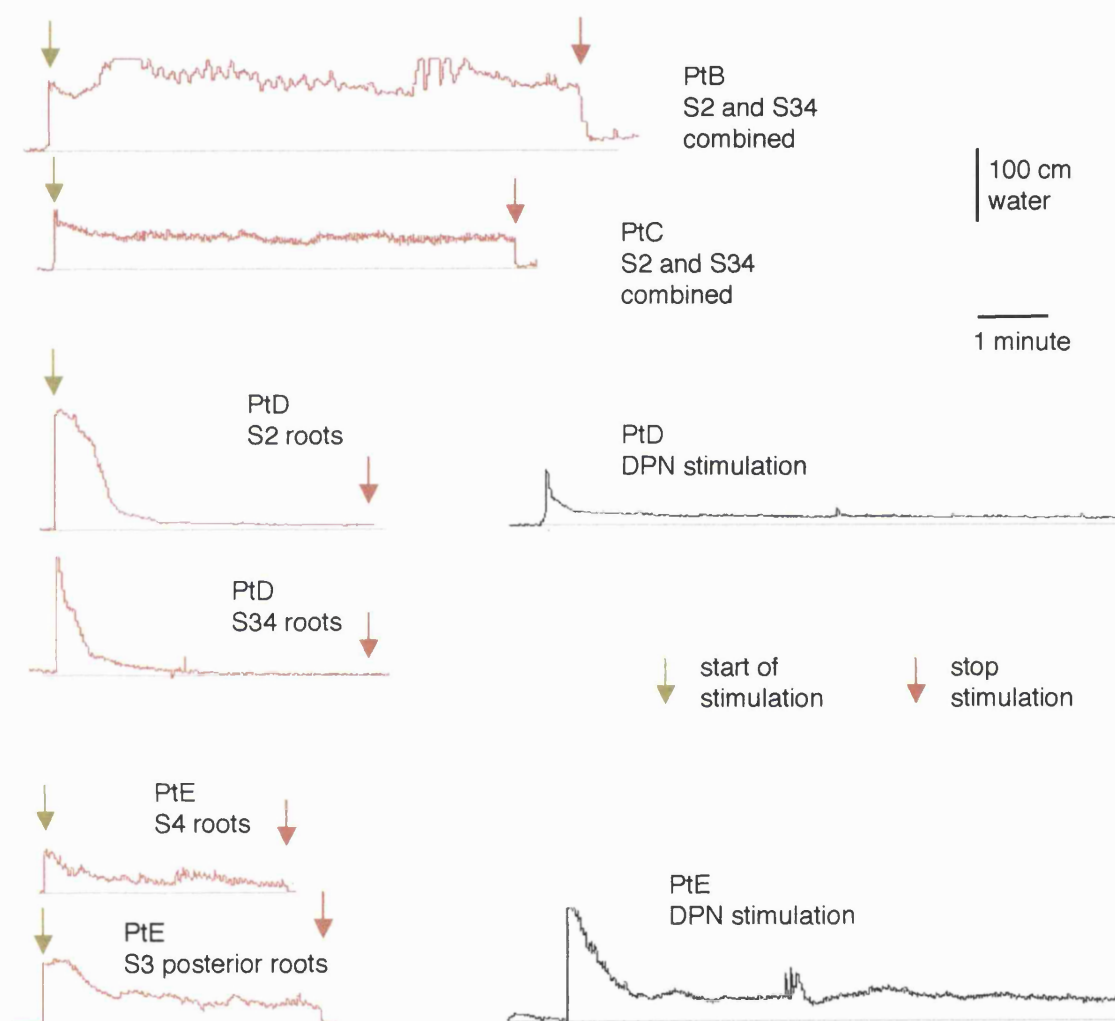 PtB
S2 and S34
combined
100 cm
water
PtC
S2 and S34
combined
1 minute
PtD
S2 roots
PtD
DPN stimulation
PtD
S34 roots
start of
stimulation
stop
stimulation
PtE
S4 roots
PtE
DPN stimulation
PtE
S3 posterior roots